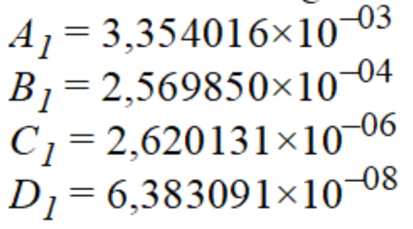 A₁ = 3,354016×10⁻⁰³
B₁ = 2,569850×10⁻⁰⁴
C₁ = 2,620131×10⁻⁰⁶
D₁ = 6,383091×10⁻⁰⁸